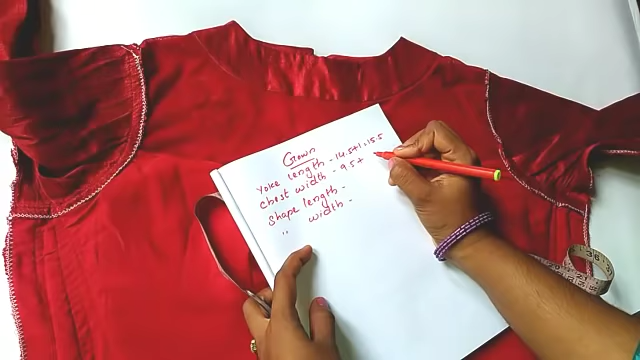 Gown
Yoke length - 14.5+1=15.5
chest width - 9.5+
shape length -
" width -